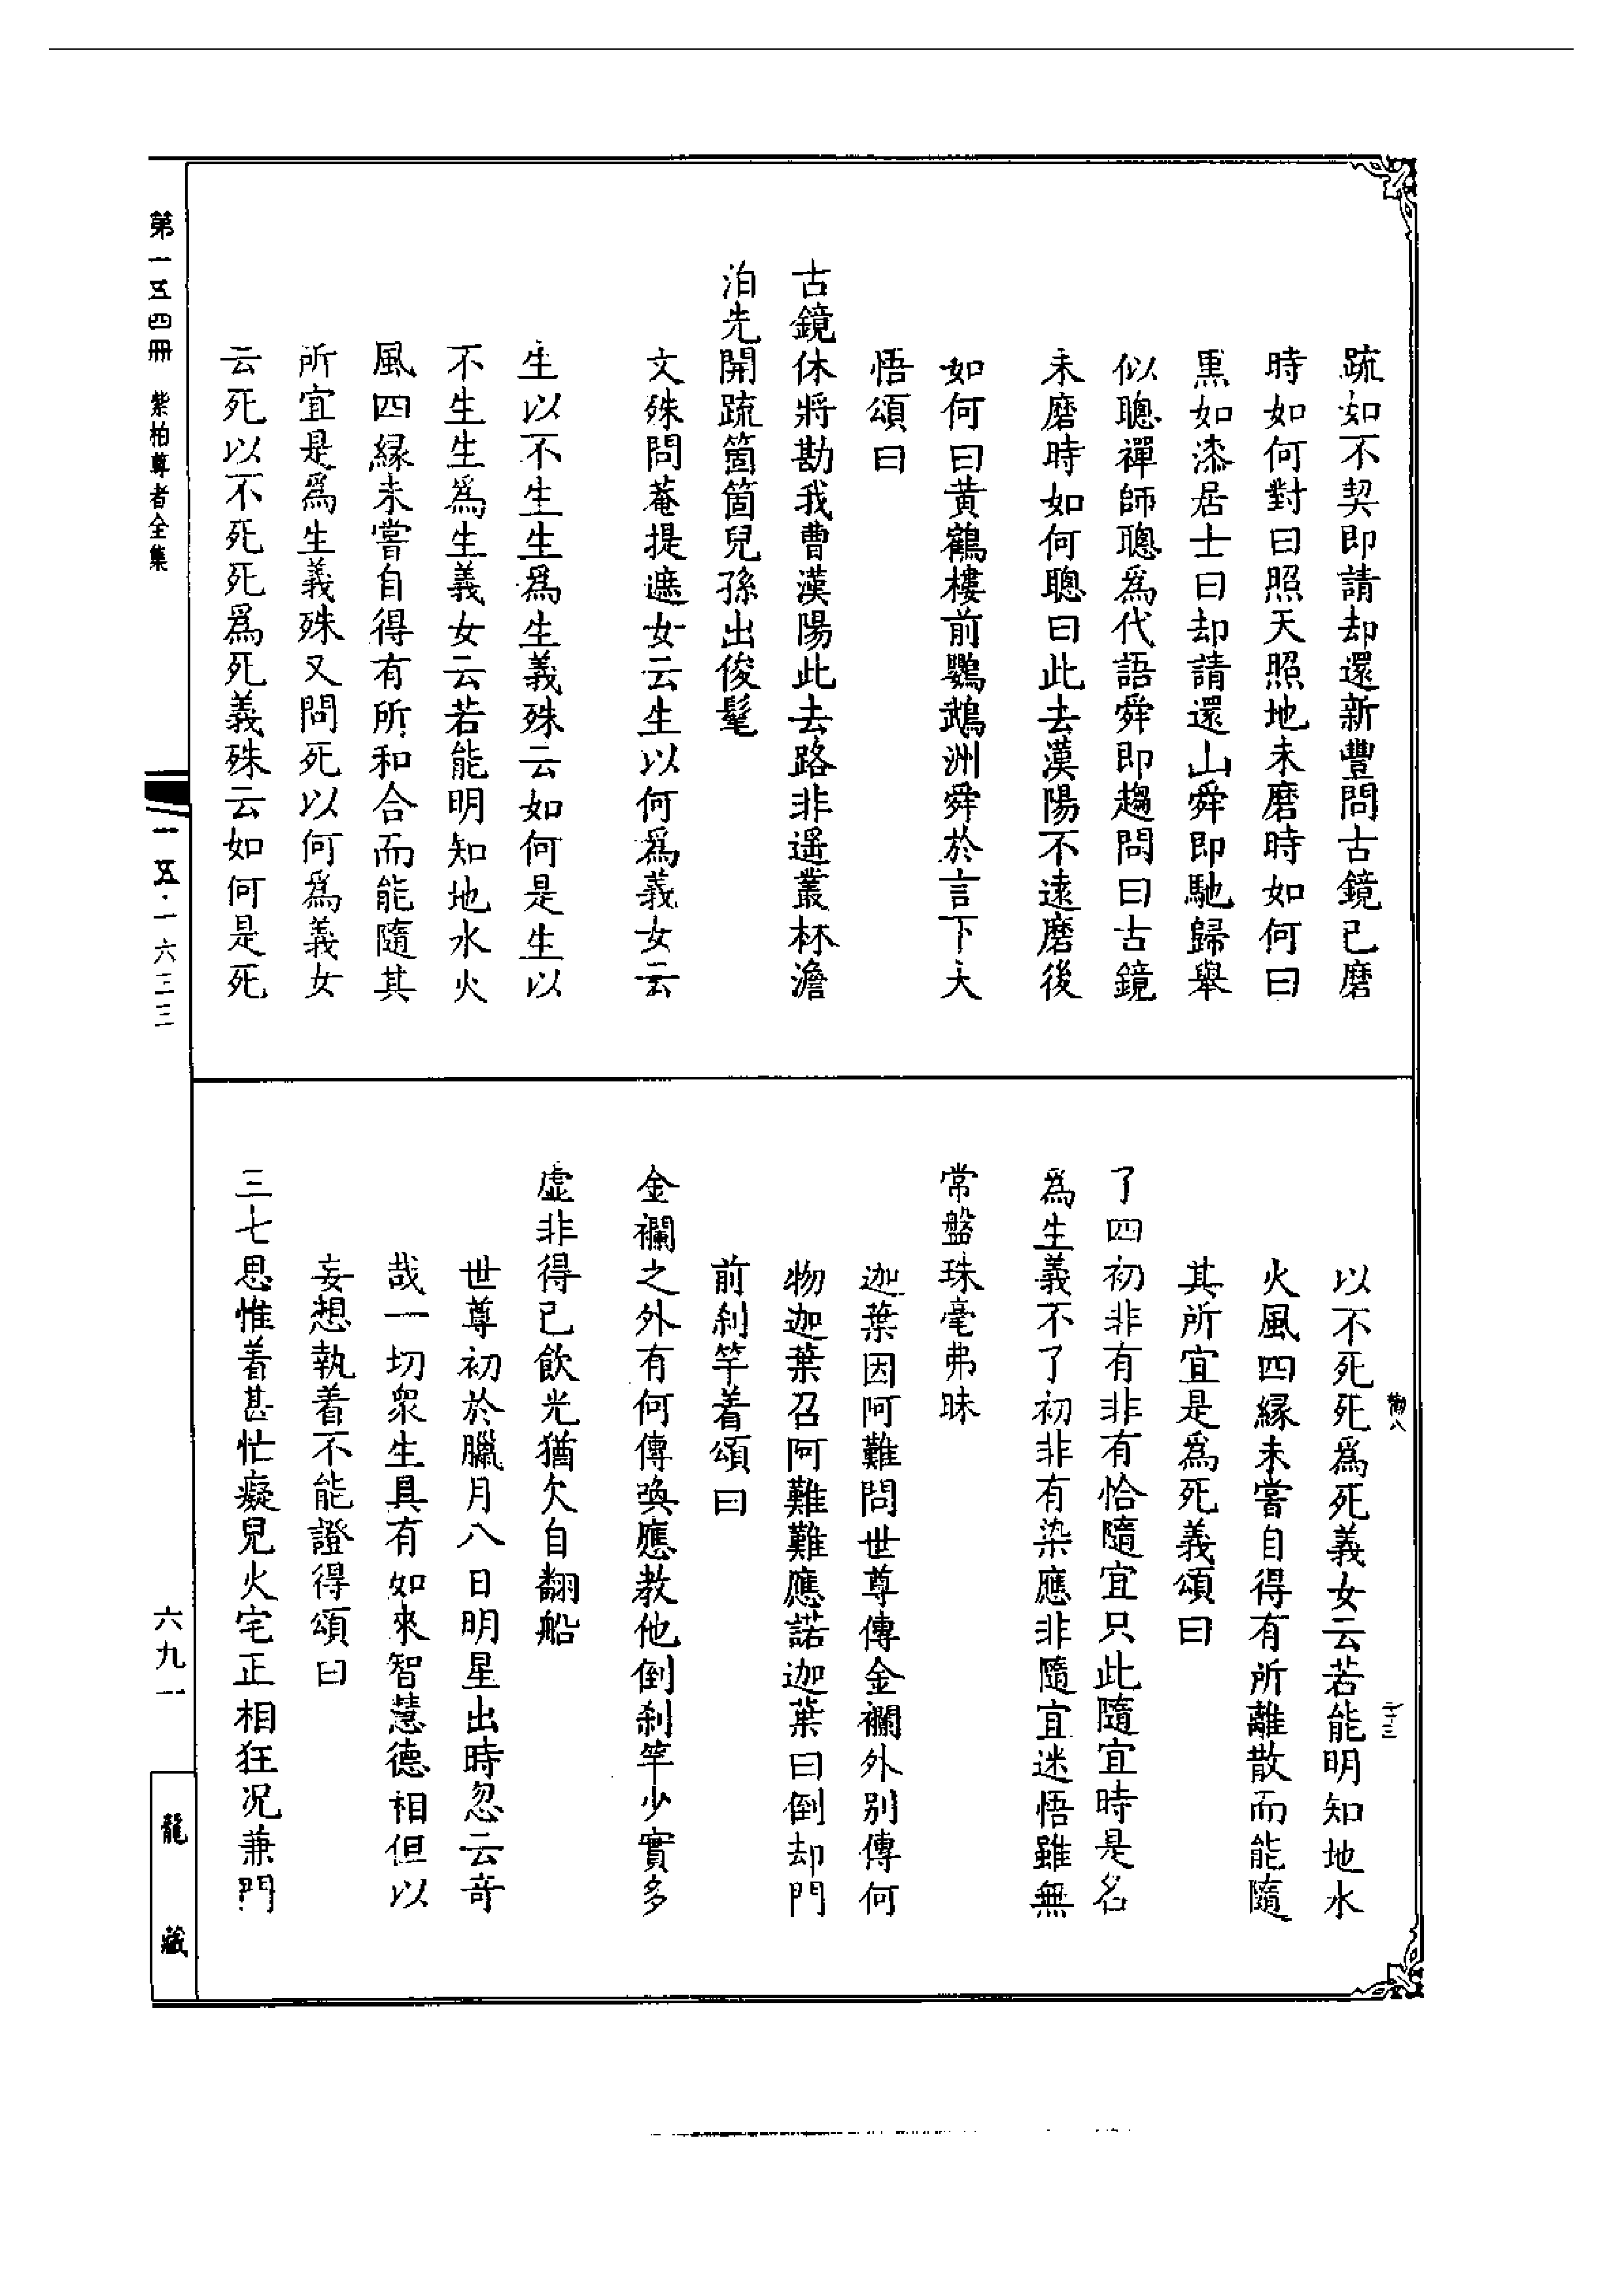 疏如不契即請却還新豐問古鏡已磨
時如何對曰照天照地未磨時如何曰
黒如漆居士曰却請還山舜即馳歸舉
似聰禪師聰爲代語舜即趨問曰古鏡
未磨時如何聰曰此去漢陽不遠磨後
如何曰黄鶴樓前鸚鵡洲舜於言下大
悟頌曰
古鏡休將勘我曹漢陽此去路非遥叢林澹
泊先開疏箇箇兒孫出俊髦
文殊問菴提遮女云生以何爲義女云
生以不生生爲生義殊云如何是生以
不生生爲生義女云若能明知地水火
風四緣未嘗自得有所和合而能隨其
所宜是爲生義殊又問死以何爲義女
云死以不死死爲死義殊云如何是死
以不死死爲死義女云若能明知地水
火風四緣未嘗自得有所離散而能隨
其所宜是爲死義頌曰
了四初非有非有恰隨宜只此隨宜時是名
爲生義不了初非有染應非隨宜迷悟雖無
常盤珠毫弗昧
迦葉因阿難問世尊傳金襴外别傳何
物迦葉召阿難難應諾迦葉曰倒却門
前刹竿着頌曰
金襴之外有何傳喚應教他倒刹竿少實多
虛非得已飲光猶欠自翻船
世尊初於臘月八日明星出時忽云奇
哉一切衆生具有如來智慧德相但以
妄想執着不能證得頌曰
三七思惟着甚忙癡兒火宅正相狂况兼門
第一五四冊 紫柏尊者全集
一五·一六三三
六九一
龍藏